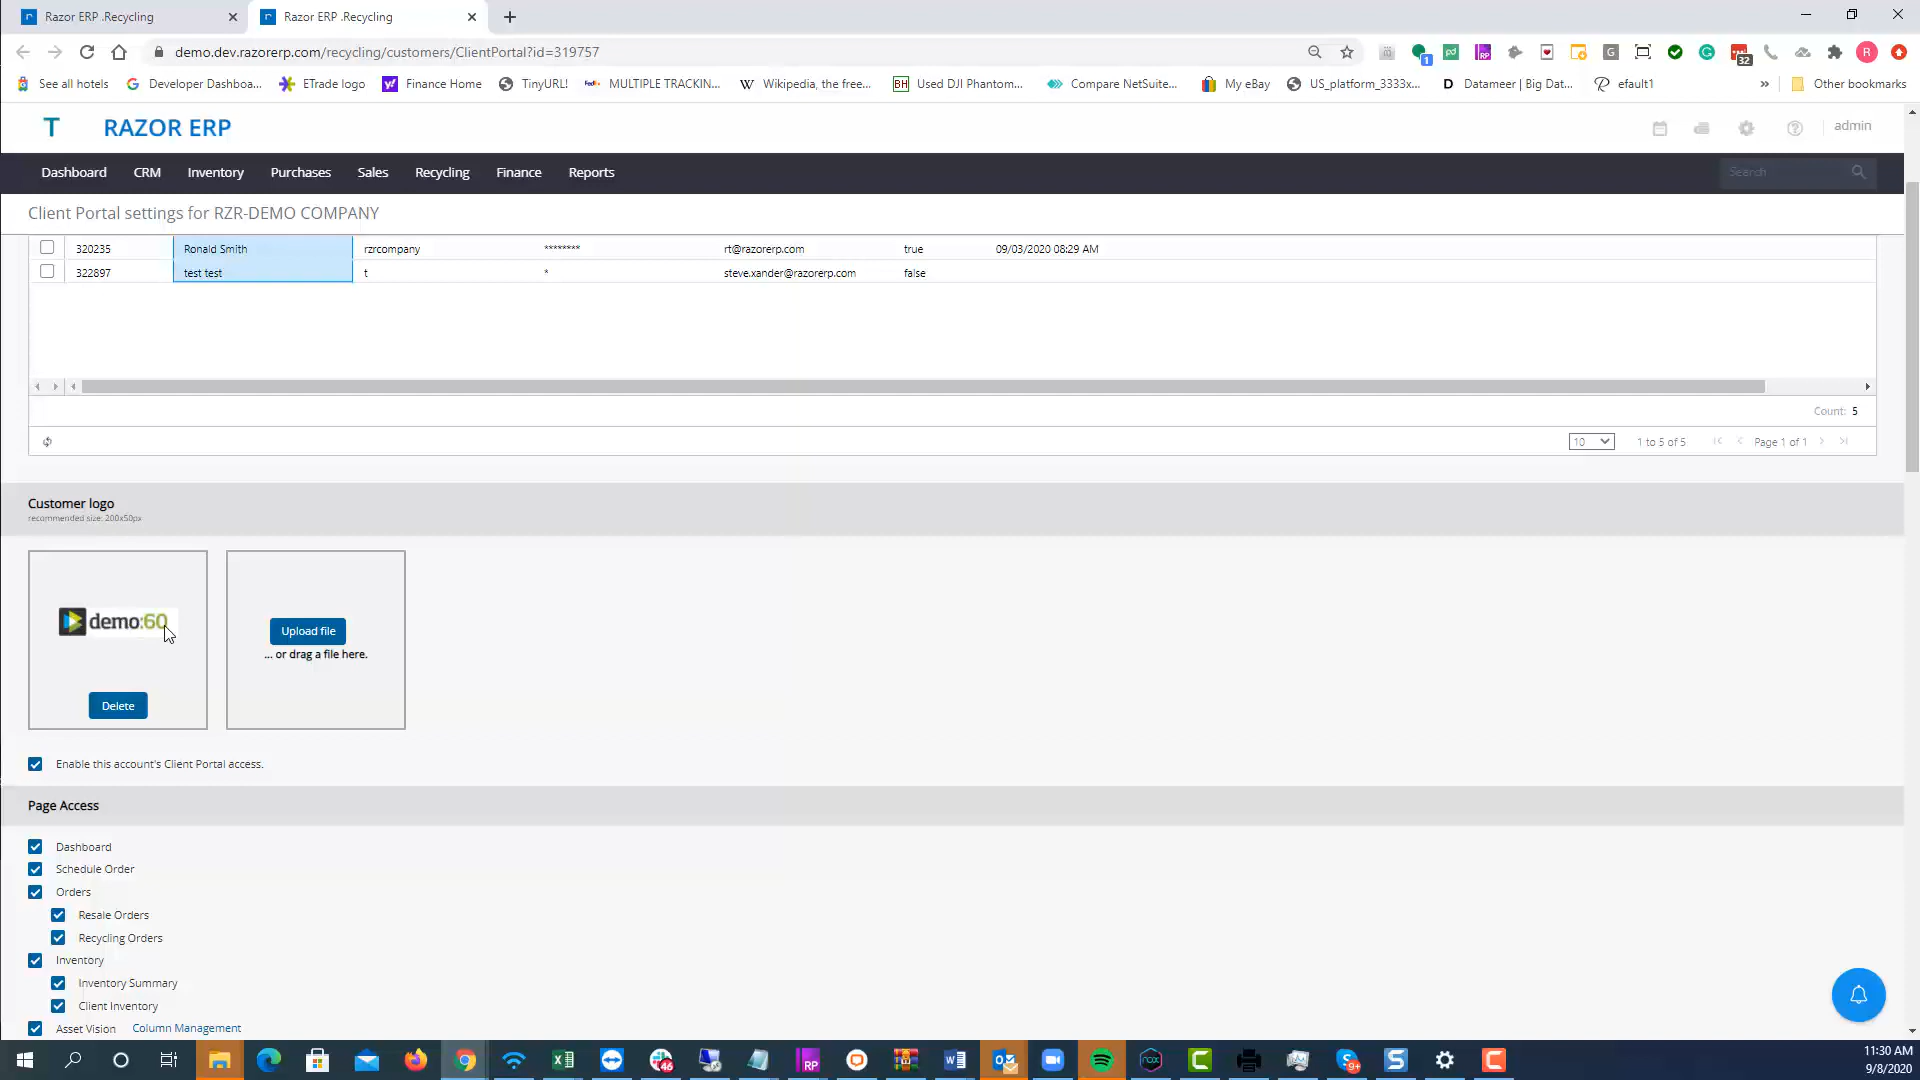 Razor ERP .Recycling
Razor ERP .Recycling
demo.dev.razorerp.com/recycling/customers/ClientPortal?id=319757
See all hotels
Developer Dashboa...
ETrade logo
Finance Home
TinyURL!
MULTIPLE TRACKIN...
Wikipedia, the free...
Used DJI Phantom...
Compare NetSuite...
My eBay
US_platform_3333x...
Datameer | Big Dat...
efault1
Other bookmarks
T RAZOR ERP
admin
Dashboard CRM Inventory Purchases Sales Recycling Finance Reports
Search
Client Portal settings for RZR-DEMO COMPANY
320235 Ronald Smith rzrcompany ******** rt@razorerp.com true 09/03/2020 08:29 AM
322897 test test t * steve.xander@razorerp.com false
Count: 5
10 1 to 5 of 5 Page 1 of 1
Customer logo
recommended size: 200x50px
demo:60
Upload file
... or drag a file here.
Delete
Enable this account's Client Portal access.
Page Access
Dashboard
Schedule Order
Orders
Resale Orders
Recycling Orders
Inventory
Inventory Summary
Client Inventory
Asset Vision Column Management
11:30 AM
9/8/2020